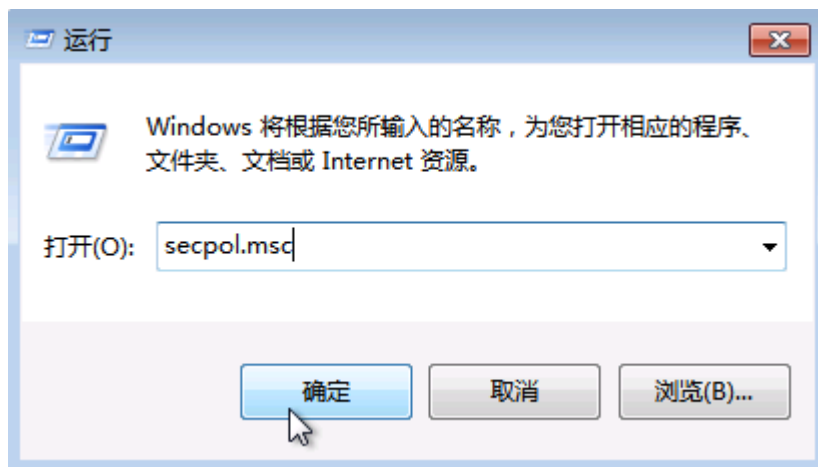 运行
Windows 将根据您所输入的名称，为您打开相应的程序、
文件夹、文档或 Internet 资源。
打开(O): secpol.msc
确定 取消 浏览(B)...